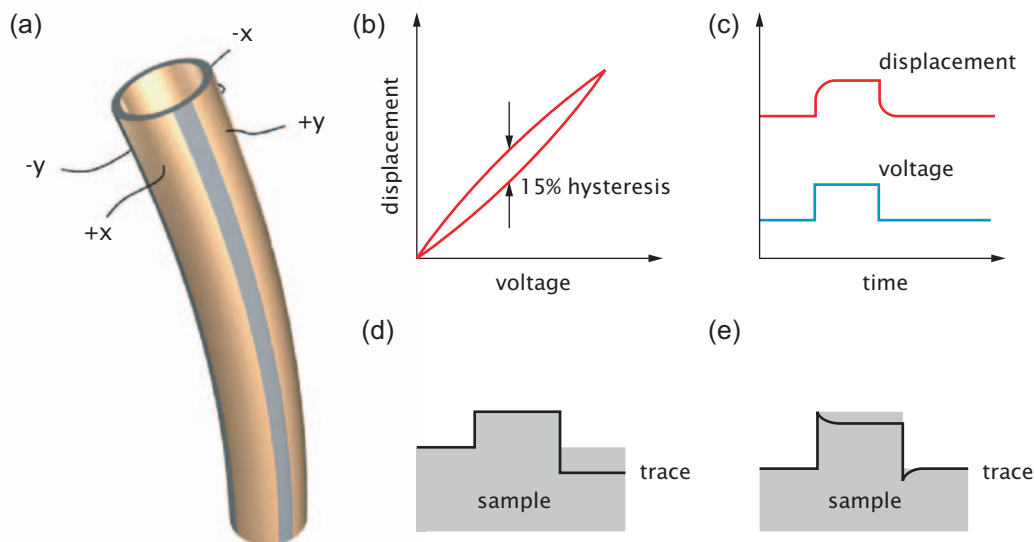 (a)
-x
+y
-y
+x
(b)
displacement
15% hysteresis
voltage
(c)
displacement
voltage
time
(d)
trace
sample
(e)
trace
sample